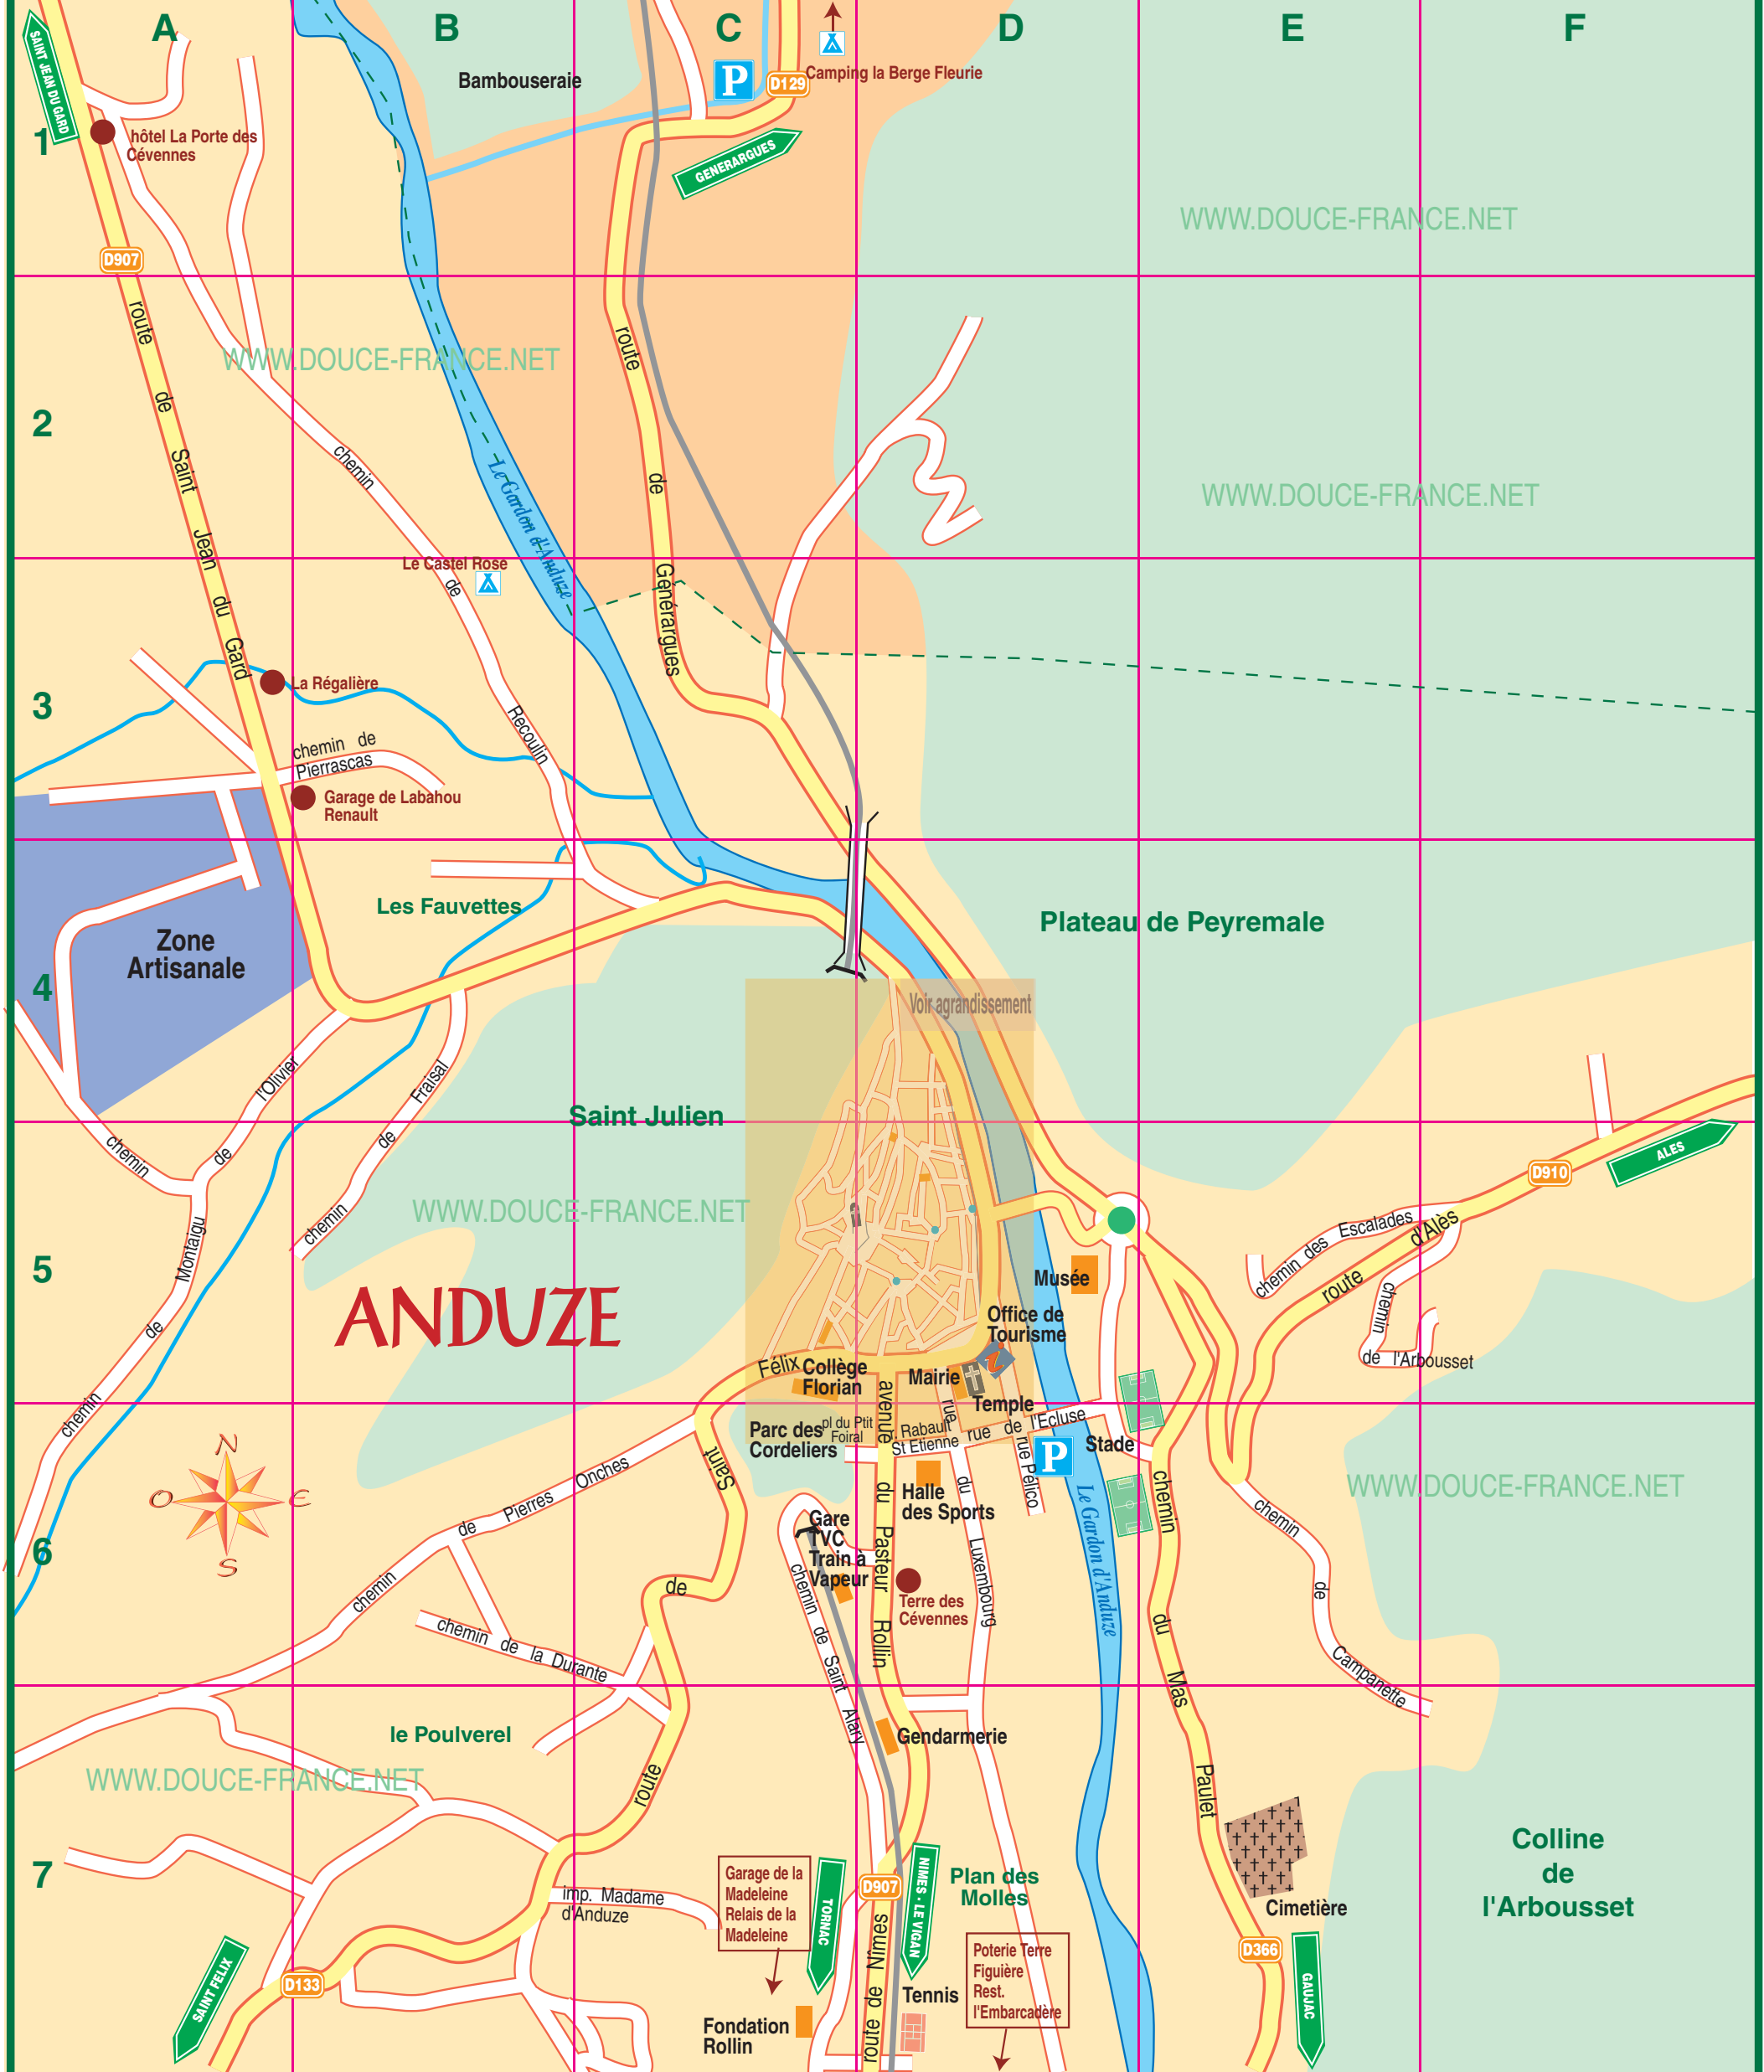 A
B
C
D
E
F
1
2
3
4
5
6
7
SAINT JEAN DU GARD
Bambouseraie
P
D129
Camping la Berge Fleurie
hôtel La Porte des
Cévennes
GENERARGUES
WWW.DOUCE-FRANCE.NET
D907
route de Saint Jean du Gard
WWW.DOUCE-FRANCE.NET
route de Générargues
chemin de Recoulin
Le Gardon d'Anduze
WWW.DOUCE-FRANCE.NET
Le Castel Rose
La Régalière
chemin de
Pierrascas
Garage de Labahou
Renault
Les Fauvettes
Plateau de Peyremale
Zone
Artisanale
Voir agrandissement
chemin de l'Olivier
chemin de Fraisal
Saint Julien
D910
ALES
WWW.DOUCE-FRANCE.NET
chemin de Montaigu
chemin des Escalades
route d'Alès
chemin
de l'Arbousset
Musée
ANDUZE
Office de
Tourisme
Félix
Collège
Florian
Mairie
Temple
Parc des
Cordeliers
pl du Ptit
Foiral
avenue du Pasteur Rollin
rue
Rabault
St Etienne
rue de l'Ecluse
rue Pélico
P
Stade
WWW.DOUCE-FRANCE.NET
N
O
E
S
chemin de Pierres Onches
Saint
de
route
Halle
des Sports
du Luxembourg
Le Gardon d'Anduze
chemin du Mas Paulet
chemin de Campanette
Gare
TVC
Train à
Vapeur
Terre des
Cévennes
chemin de la Durante
chemin de Saint Alary
le Poulverel
Gendarmerie
WWW.DOUCE-FRANCE.NET
Colline
de
l'Arbousset
Garage de la
Madeleine
Relais de la
Madeleine
TORNAC
D907
NIMES - LE VIGAN
Plan des
Molles
imp. Madame
d'Anduze
Cimetière
D366
GAUJAC
Poterie Terre
Figuière
Rest.
l'Embarcadère
SAINT FELIX
D133
Fondation
Rollin
route de Nîmes
Tennis